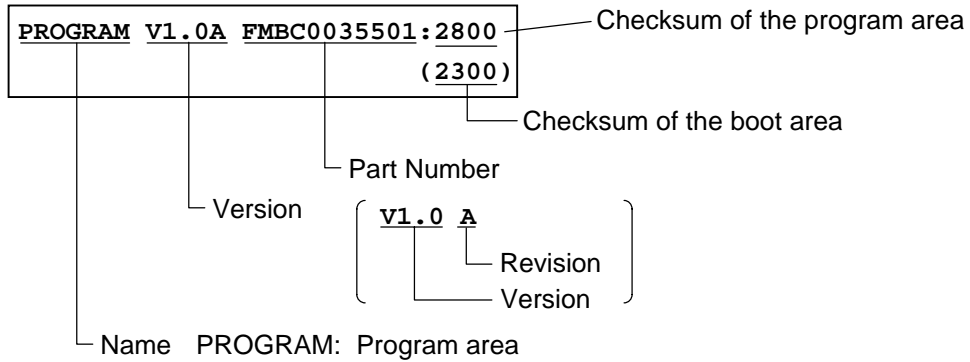 PROGRAM V1.0A FMBC0035501:2800
Checksum of the program area
(2300)
Checksum of the boot area
Part Number
Version
V1.0 A
Revision
Version
Name PROGRAM: Program area